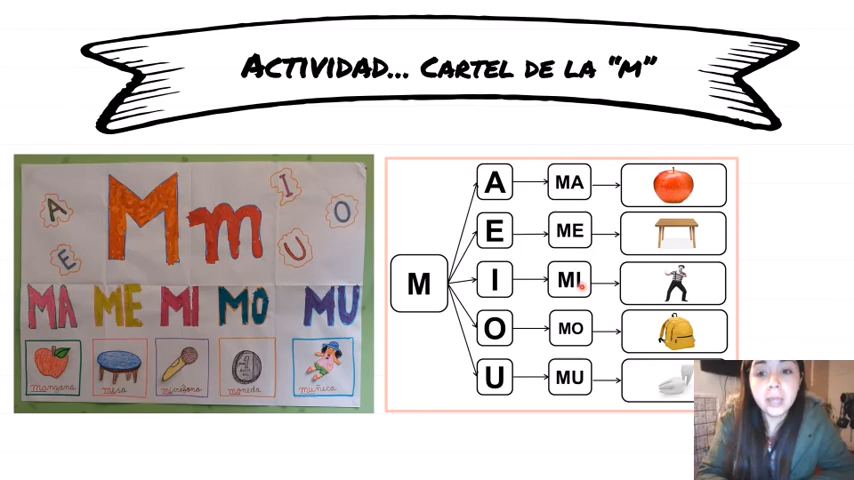 ACTIVIDAD... CARTEL DE LA "M"
M m
A
E
I
O
U
MA ME MI MO MU
manzana mesa micrófono moneda muñeca
M
A MA
E ME
I MI
O MO
U MU